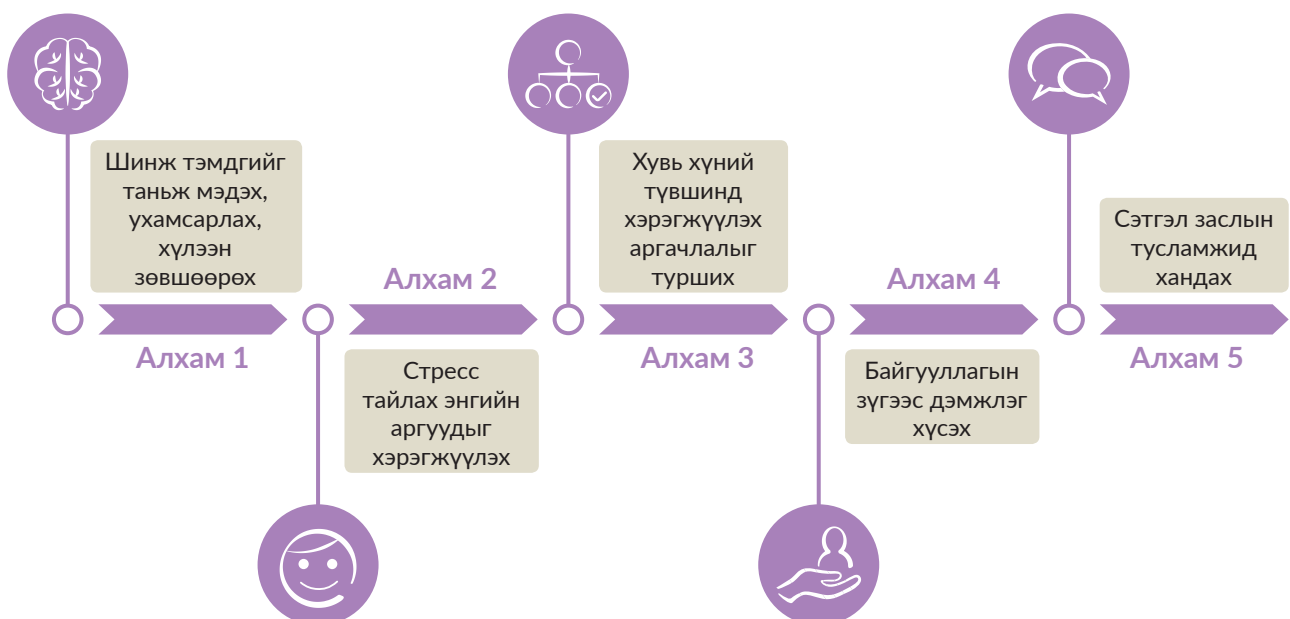 Шинж тэмдгийг
таньж мэдэх,
ухамсарлах,
хүлээн
зөвшөөрөх
Алхам 1
Алхам 2
Стресс
тайлах энгийн
аргуудыг
хэрэгжүүлэх
Хувь хүний
түвшинд
хэрэгжүүлэх
аргачлалыг
турших
Алхам 3
Алхам 4
Байгууллагын
зүгээс дэмжлэг
хүсэх
Сэтгэл заслын
тусламжид
хандах
Алхам 5